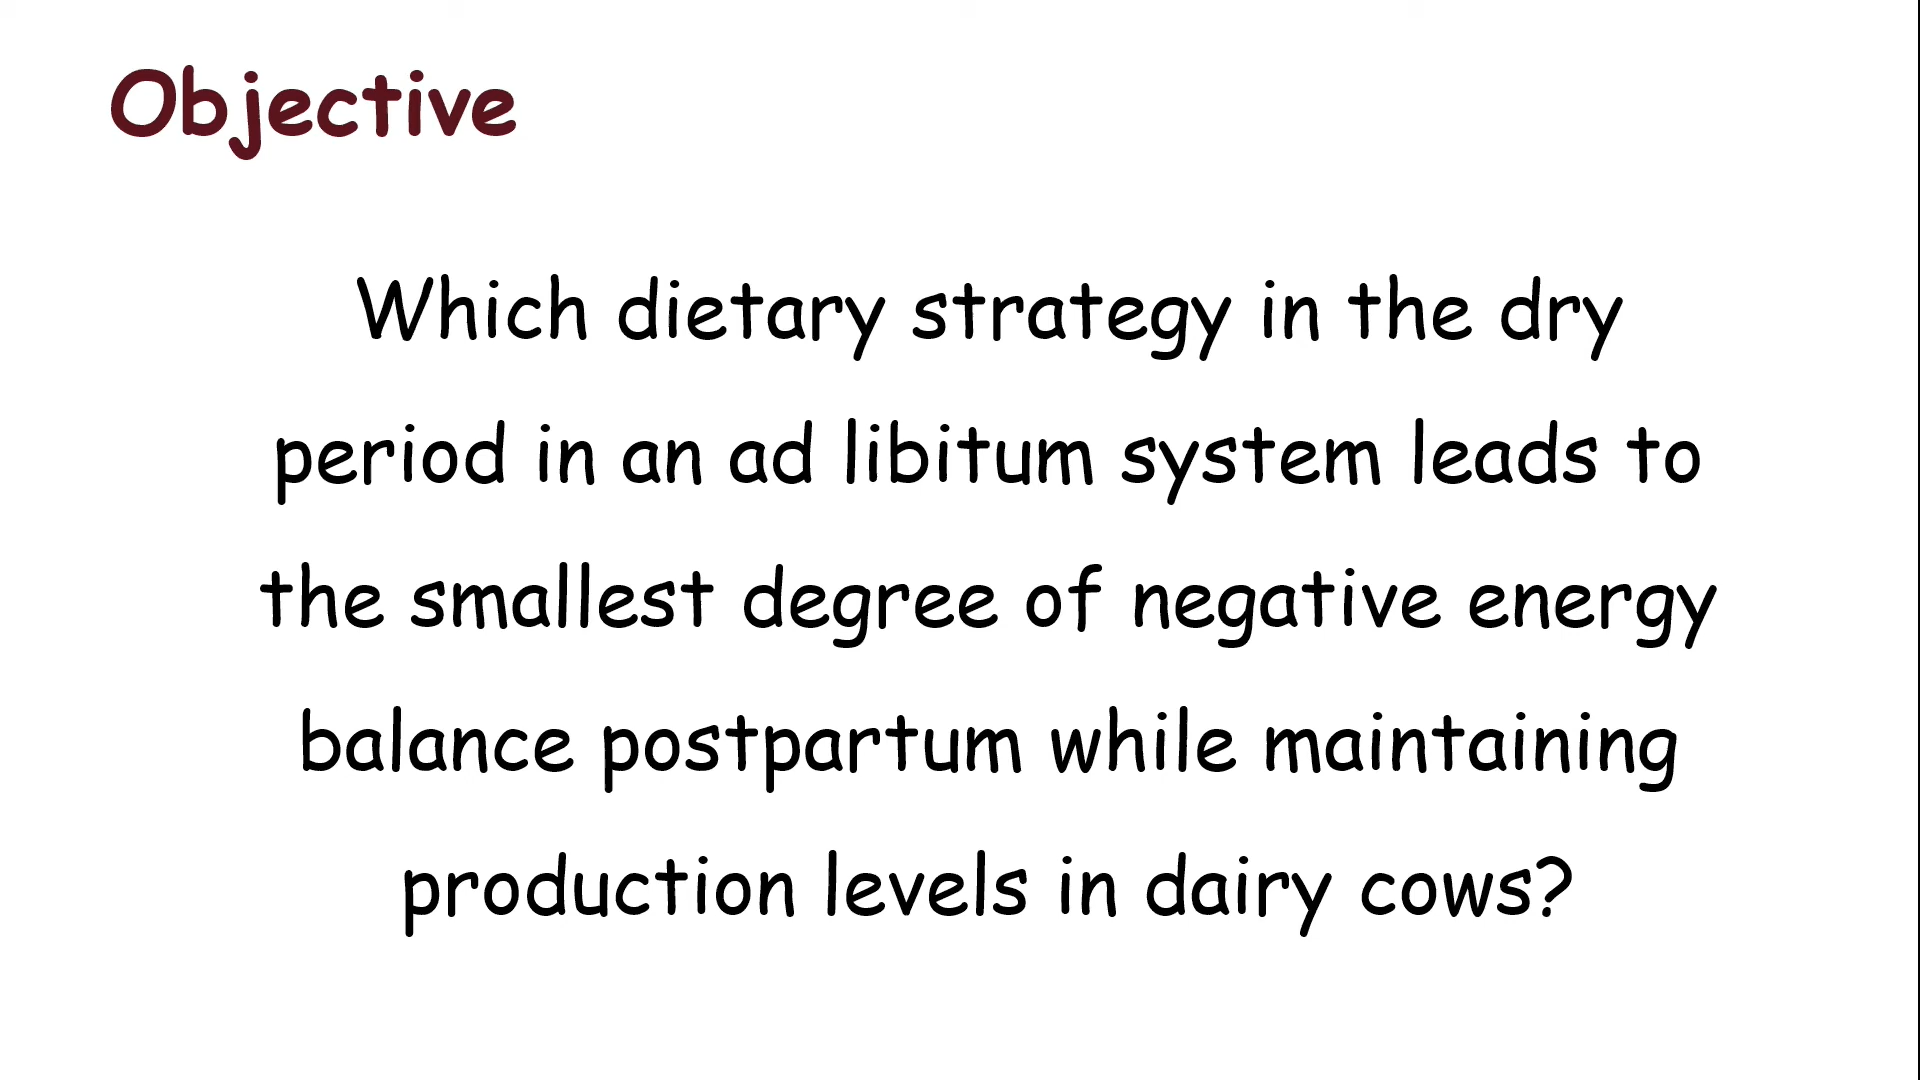 Objective
Which dietary strategy in the dry
period in an ad libitum system leads to
the smallest degree of negative energy
balance postpartum while maintaining
production levels in dairy cows?